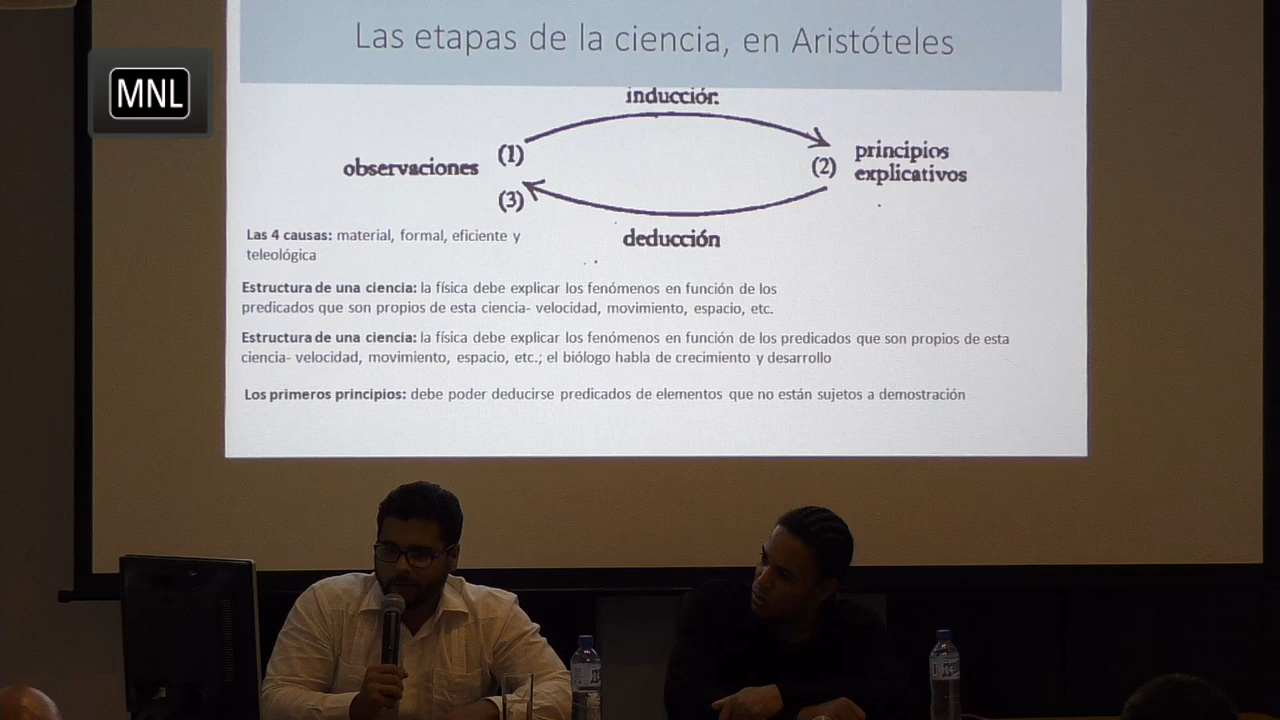 MNL
Las etapas de la ciencia, en Aristóteles
inducción.
observaciones
(1)
(3)
(2)
principios
explicativos
deducción
Las 4 causas: material, formal, eficiente y
teleológica
Estructura de una ciencia: la física debe explicar los fenómenos en función de los
predicados que son propios de esta ciencia- velocidad, movimiento, espacio, etc.
Estructura de una ciencia: la física debe explicar los fenómenos en función de los predicados que son propios de esta
ciencia- velocidad, movimiento, espacio, etc.; el biólogo habla de crecimiento y desarrollo
Los primeros principios: debe poder deducirse predicados de elementos que no están sujetos a demostración